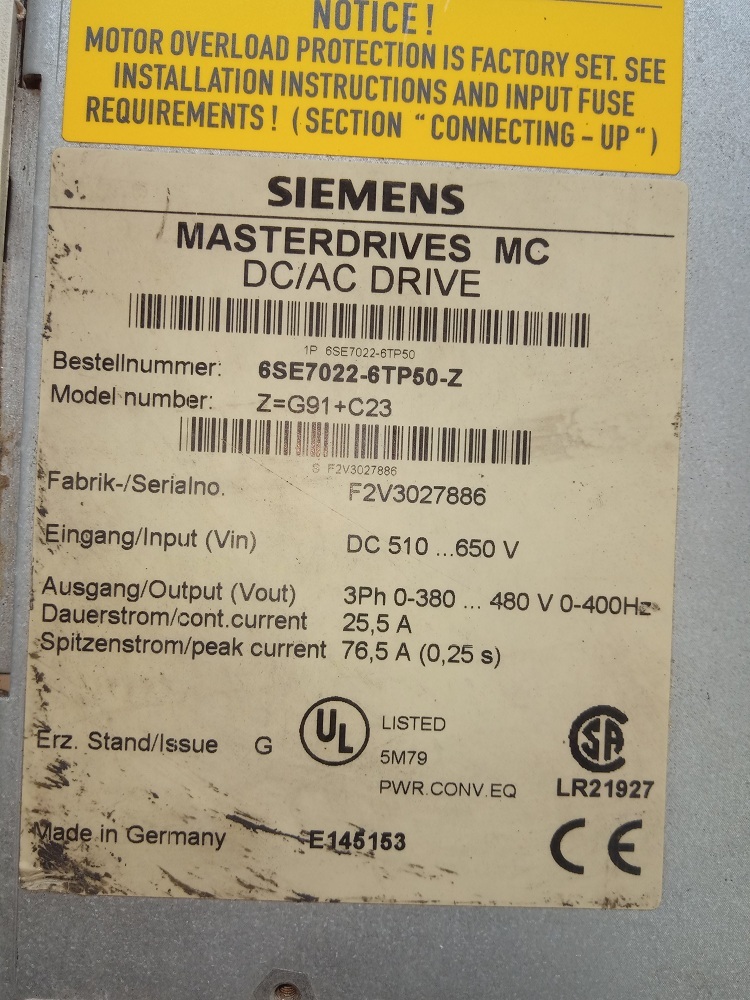 NOTICE !
MOTOR OVERLOAD PROTECTION IS FACTORY SET. SEE
INSTALLATION INSTRUCTIONS AND INPUT FUSE
REQUIREMENTS ! ( SECTION " CONNECTING - UP " )
SIEMENS
MASTERDRIVES MC
DC/AC DRIVE
1P 6SE7022-6TP50
Bestellnummer: 6SE7022-6TP50-Z
Model number: Z=G91+C23
S F2V3027886
Fabrik-/Serialno. F2V3027886
Eingang/Input (Vin) DC 510 ...650 V
Ausgang/Output (Vout) 3Ph 0-380 ... 480 V 0-400Hz
Dauerstrom/cont.current 25,5 A
Spitzenstrom/peak current 76,5 A (0,25 s)
Erz. Stand/Issue G
UL LISTED
5M79
PWR.CONV.EQ
SA LR21927
Made in Germany E145153 CE